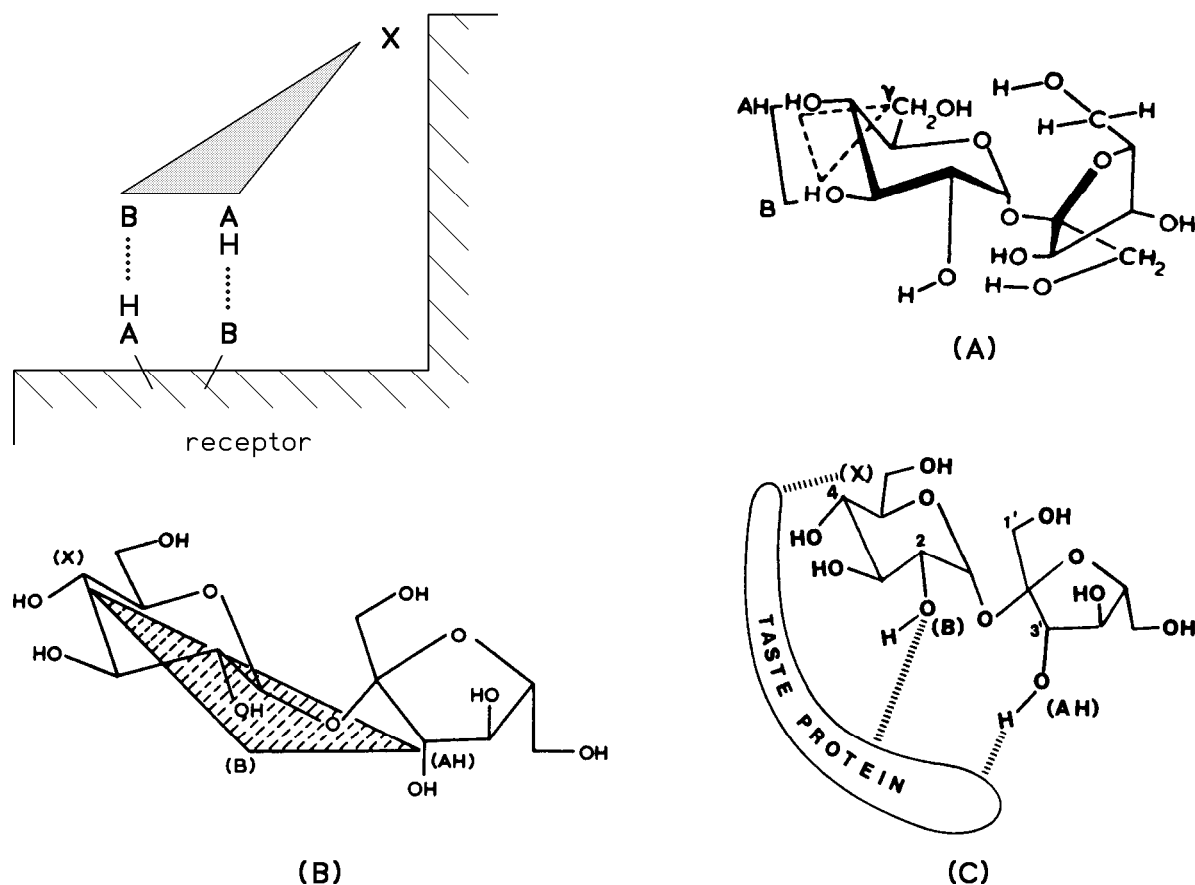 X
B
A
H
H
A
B
receptor
AH
HO
γ
CH2OH
O
H-O
H-C-H
O
B
H
O
O
OH
H-O
HO
CH2
H-O
(A)
(X)
OH
HO
O
HO
OH
O
OH
O
HO
(B)
(AH)
OH
OH
(B)
(X)
OH
4
O
HO
2
HO
1'
OH
O
HO
O
H
(B)
O
3'
OH
O
H
(AH)
TASTE PROTEIN
(C)